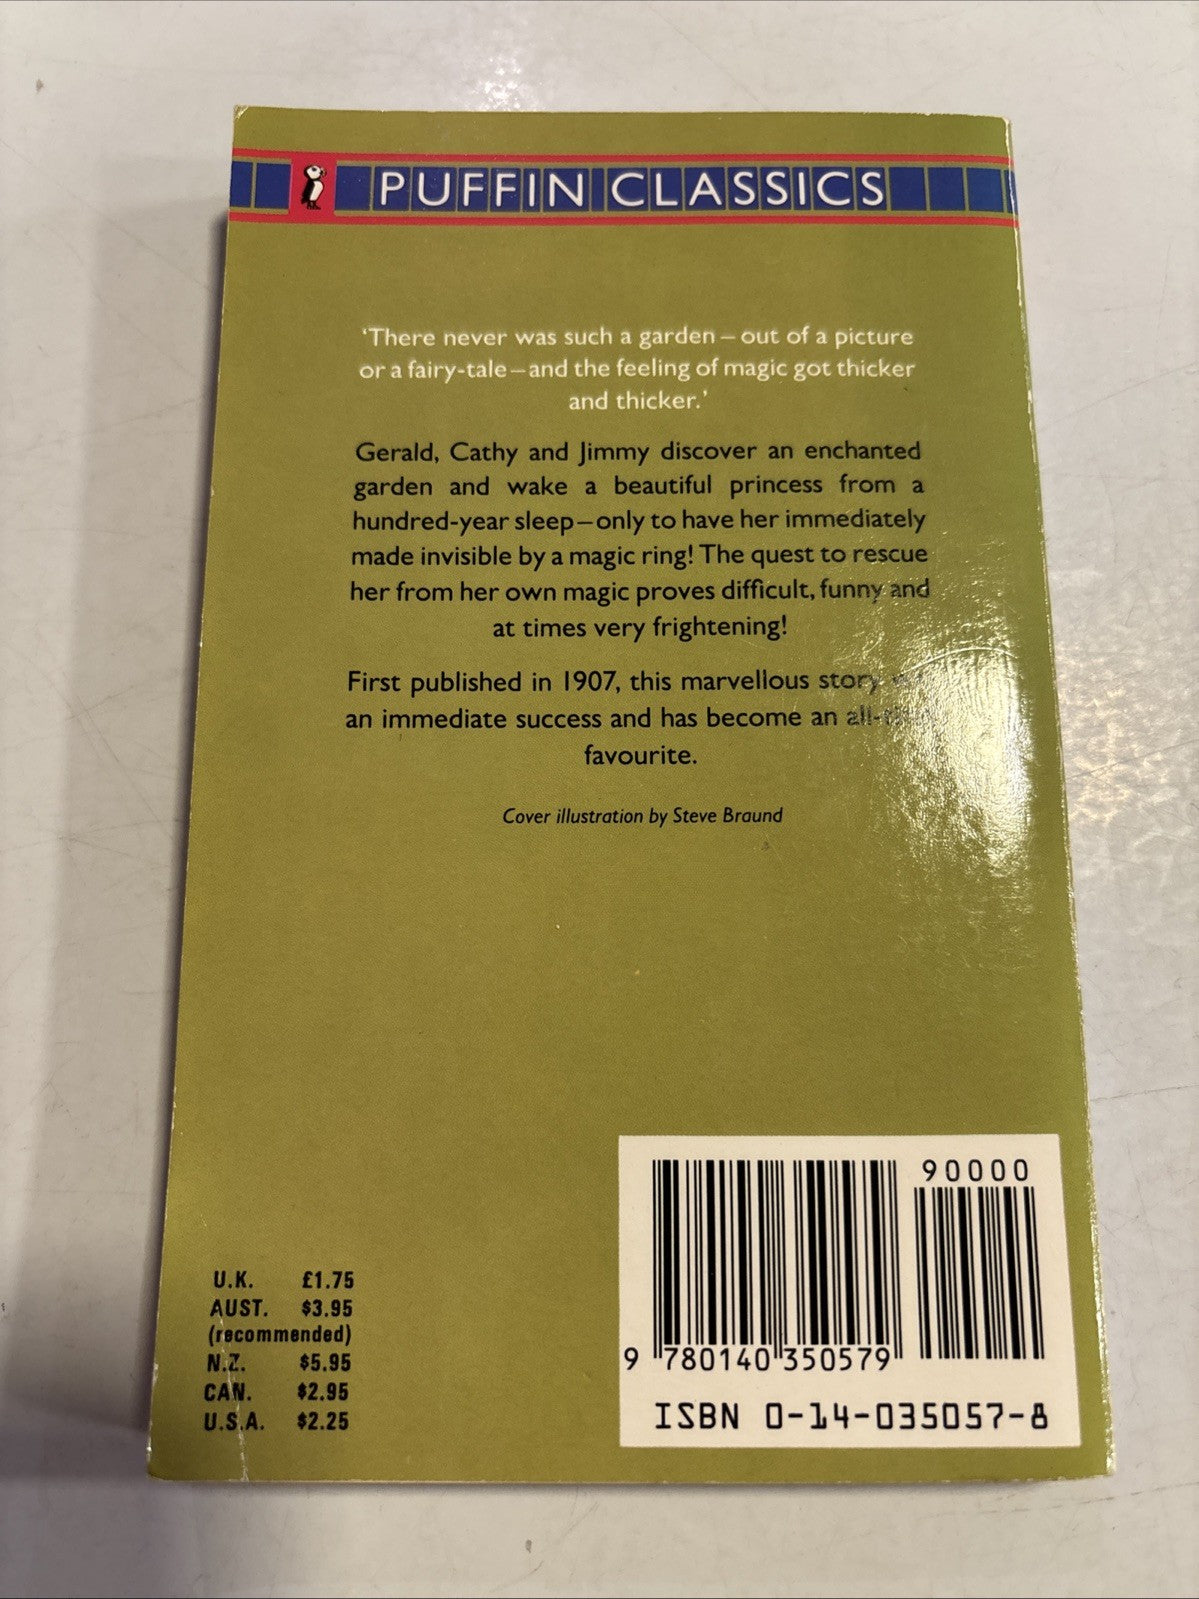 PUFFIN CLASSICS
‘There never was such a garden – out of a picture
or a fairy-tale – and the feeling of magic got thicker
and thicker.’
Gerald, Cathy and Jimmy discover an enchanted
garden and wake a beautiful princess from a
hundred-year sleep – only to have her immediately
made invisible by a magic ring! The quest to rescue
her from her own magic proves difficult, funny and
at times very frightening!
First published in 1907, this marvellous story
an immediate success and has become an
favourite.
Cover illustration by Steve Braund
90000
U.K. £1.75
AUST. $3.95
(recommended)
N.Z. $5.95
CAN. $2.95
U.S.A. $2.25
9 780140 350579
ISBN 0-14-035057-8